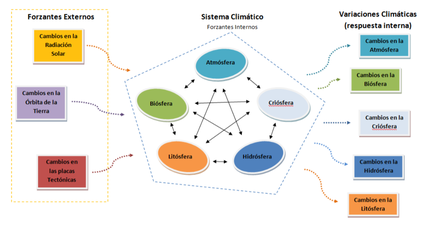 Forzantes Externos
Cambios en la
Radiación
Solar
Cambios en la
Órbita de la
Tierra
Cambios en
las placas
Tectónicas
Sistema Climático
Forzantes Internos
Atmósfera
Biósfera
Criósfera
Litósfera
Hidrósfera
Variaciones Climáticas
(respuesta interna)
Cambios en la
Atmósfera
Cambios en la
Biósfera
Cambios en la
Criósfera
Cambios en la
Hidrósfera
Cambios en la
Litósfera